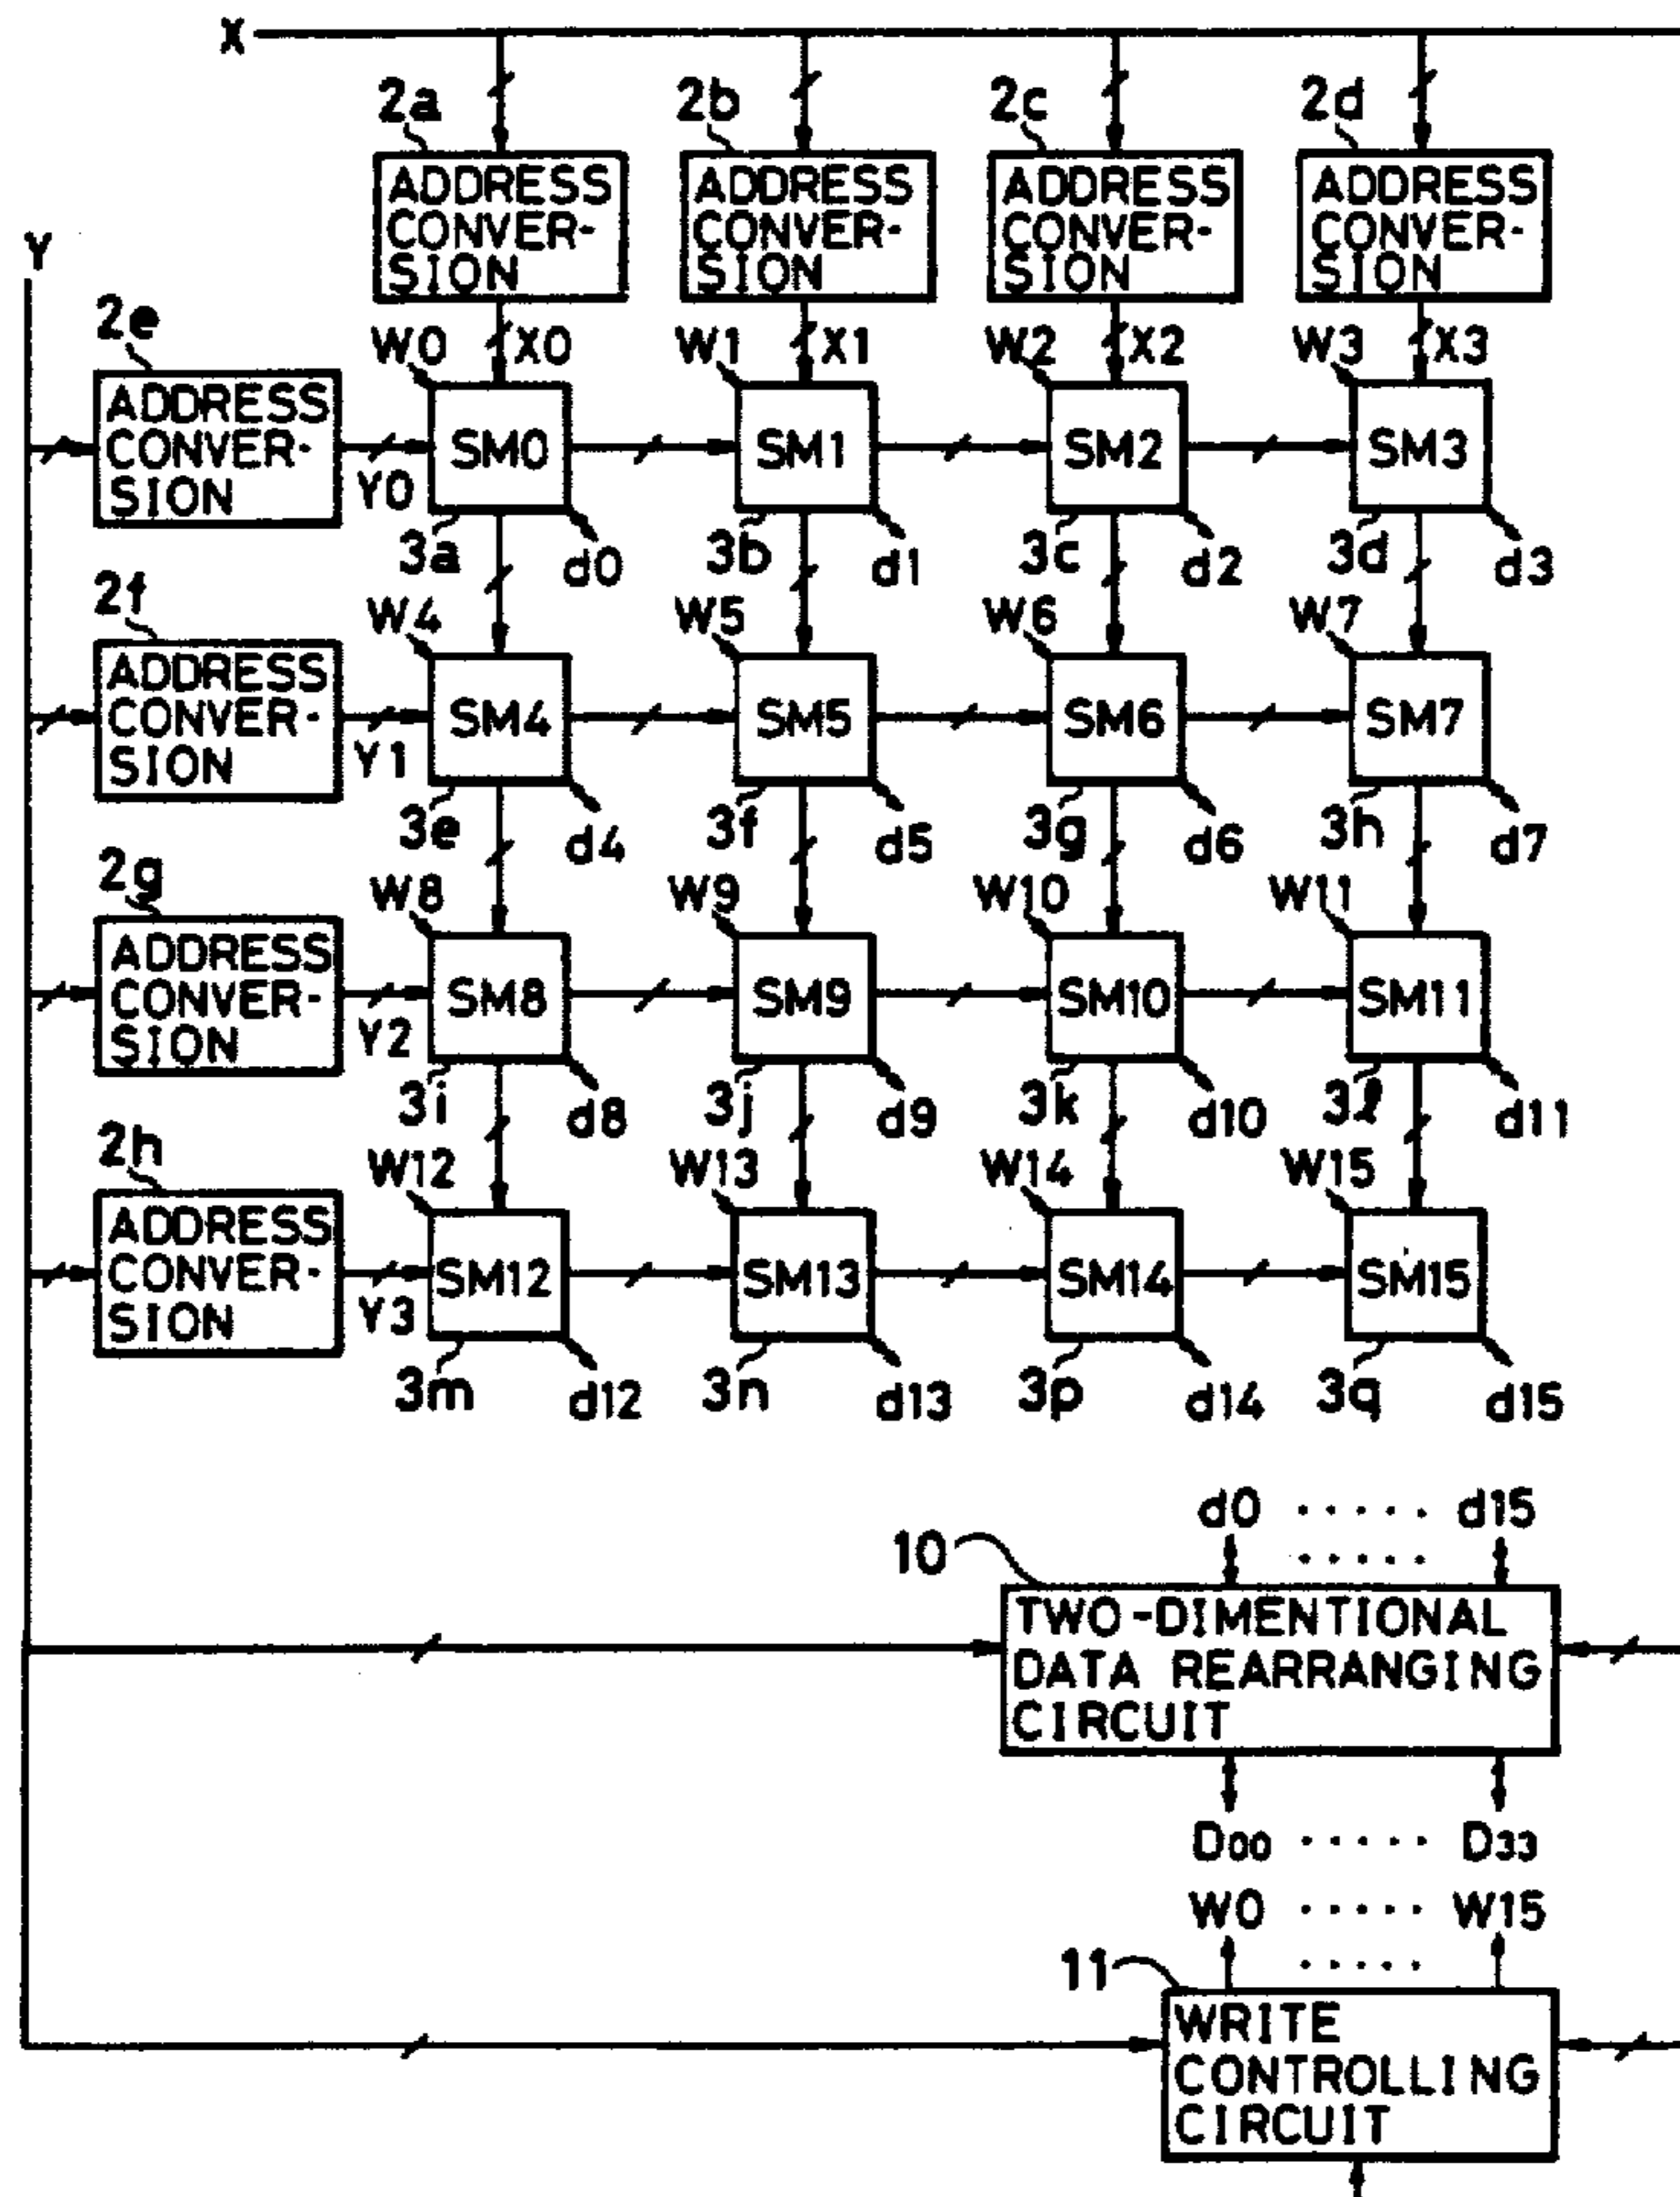 X
2a 2b 2c 2d
ADDRESS CONVER- SION
ADDRESS CONVER- SION
ADDRESS CONVER- SION
ADDRESS CONVER- SION
Y
2e
W0 X0 W1 X1 W2 X2 W3 X3
ADDRESS CONVER- SION
Y0
SM0 SM1 SM2 SM3
3a d0 3b d1 3c d2 3d d3
2f
W4 W5 W6 W7
ADDRESS CONVER- SION
Y1
SM4 SM5 SM6 SM7
3e d4 3f d5 3g d6 3h d7
2g
W8 W9 W10 W11
ADDRESS CONVER- SION
Y2
SM8 SM9 SM10 SM11
3i d8 3j d9 3k d10 3l d11
2h
W12 W13 W14 W15
ADDRESS CONVER- SION
Y3
SM12 SM13 SM14 SM15
3m d12 3n d13 3p d14 3q d15
d0 ····· d15
10 ·····
TWO-DIMENTIONAL
DATA REARRANGING
CIRCUIT
D00 ····· D33
W0 ····· W15
11 ·····
WRITE
CONTROLLING
CIRCUIT